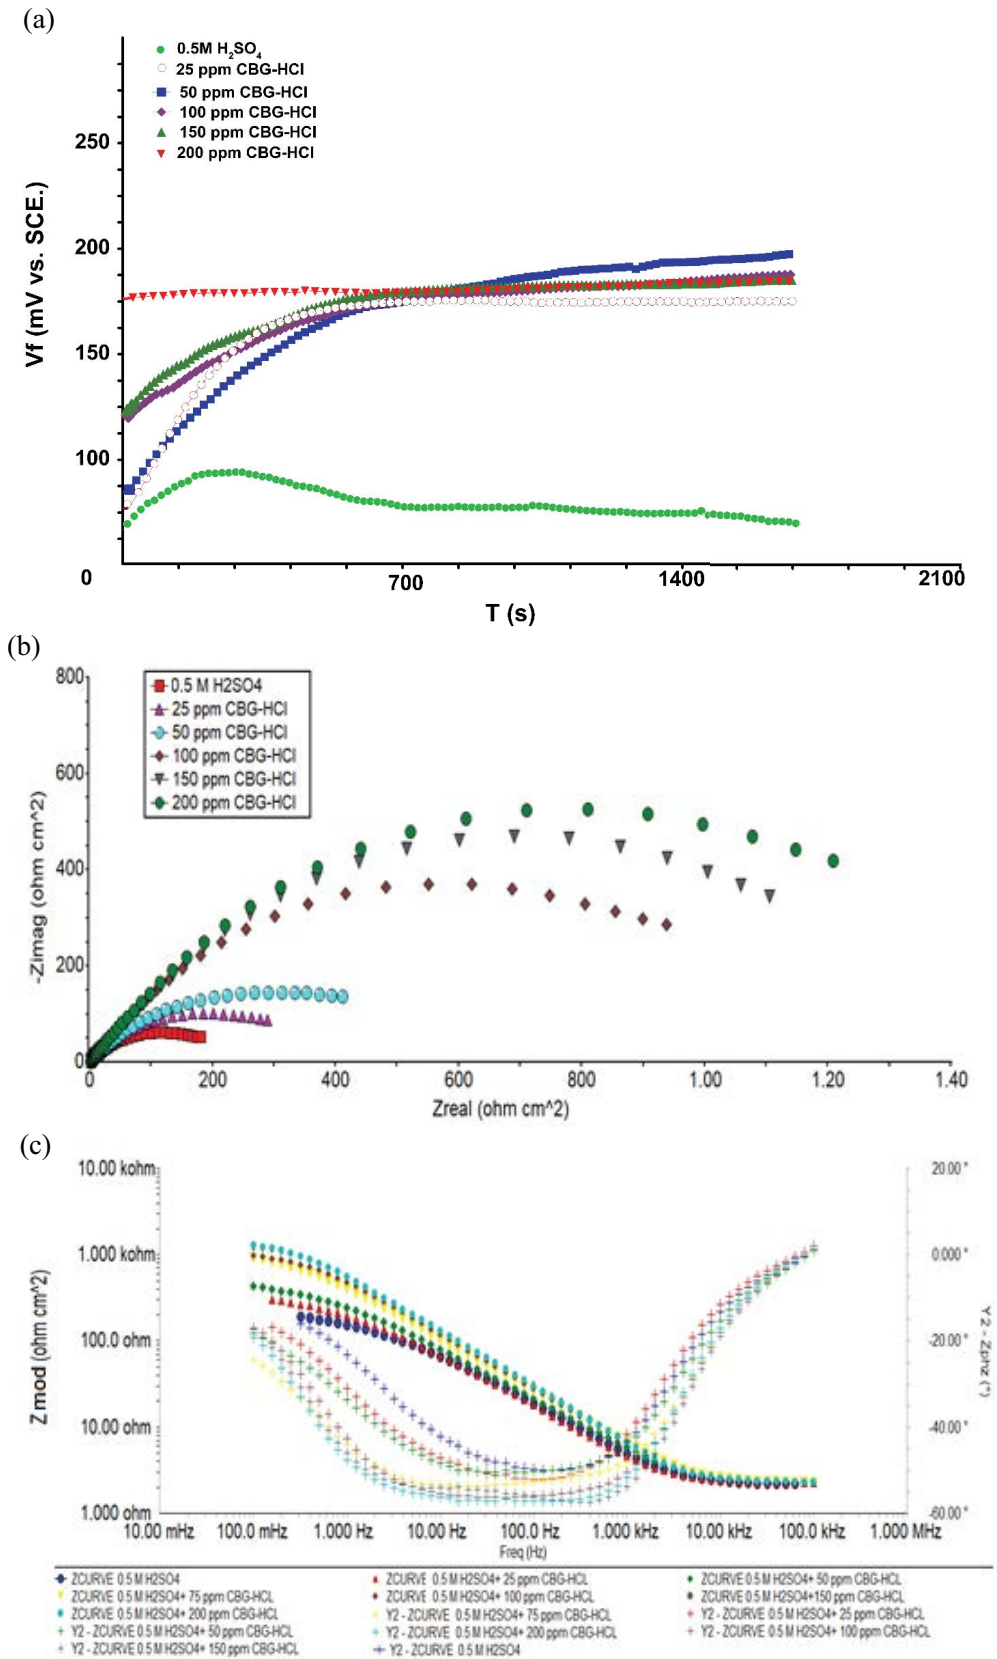 (a)
0.5M H2SO4
25 ppm CBG-HCl
50 ppm CBG-HCl
100 ppm CBG-HCl
150 ppm CBG-HCl
200 ppm CBG-HCl
250
200
150
100
0
700
1400
2100
Vf (mV vs. SCE.)
T (s)
(b)
800
600
400
200
0
0.5 M H2SO4
25 ppm CBG-HCl
50 ppm CBG-HCl
100 ppm CBG-HCl
150 ppm CBG-HCl
200 ppm CBG-HCl
-Zimag (ohm cm^2)
0
200
400
600
800
1.00
1.20
1.40
Zreal (ohm cm^2)
(c)
10.00 kohm
1.000 kohm
100.0 ohm
10.00 ohm
1.000 ohm
Zmod (ohm cm^2)
20.00 °
0.000 °
-20.00 °
-40.00 °
-60.00 °
Y2 - Zphz (°)
10.00 mHz
100.0 mHz
1.000 Hz
10.00 Hz
100.0 Hz
1.000 kHz
10.00 kHz
100.0 kHz
1.000 MHz
Freq (Hz)
ZCURVE 0.5 M H2SO4
ZCURVE 0.5 M H2SO4+ 25 ppm CBG-HCL
ZCURVE 0.5 M H2SO4+ 50 ppm CBG-HCL
ZCURVE 0.5 M H2SO4+ 75 ppm CBG-HCL
ZCURVE 0.5 M H2SO4+ 100 ppm CBG-HCL
ZCURVE 0.5 M H2SO4+150 ppm CBG-HCL
ZCURVE 0.5 M H2SO4+ 200 ppm CBG-HCL
Y2 - ZCURVE 0.5 M H2SO4+ 75 ppm CBG-HCL
Y2 - ZCURVE 0.5 M H2SO4+ 25 ppm CBG-HCL
Y2 - ZCURVE 0.5 M H2SO4+ 50 ppm CBG-HCL
Y2 - ZCURVE 0.5 M H2SO4+ 200 ppm CBG-HCL
Y2 - ZCURVE 0.5 M H2SO4+ 100 ppm CBG-HCL
Y2 - ZCURVE 0.5 M H2SO4+ 150 ppm CBG-HCL
Y2 - ZCURVE 0.5 M H2SO4